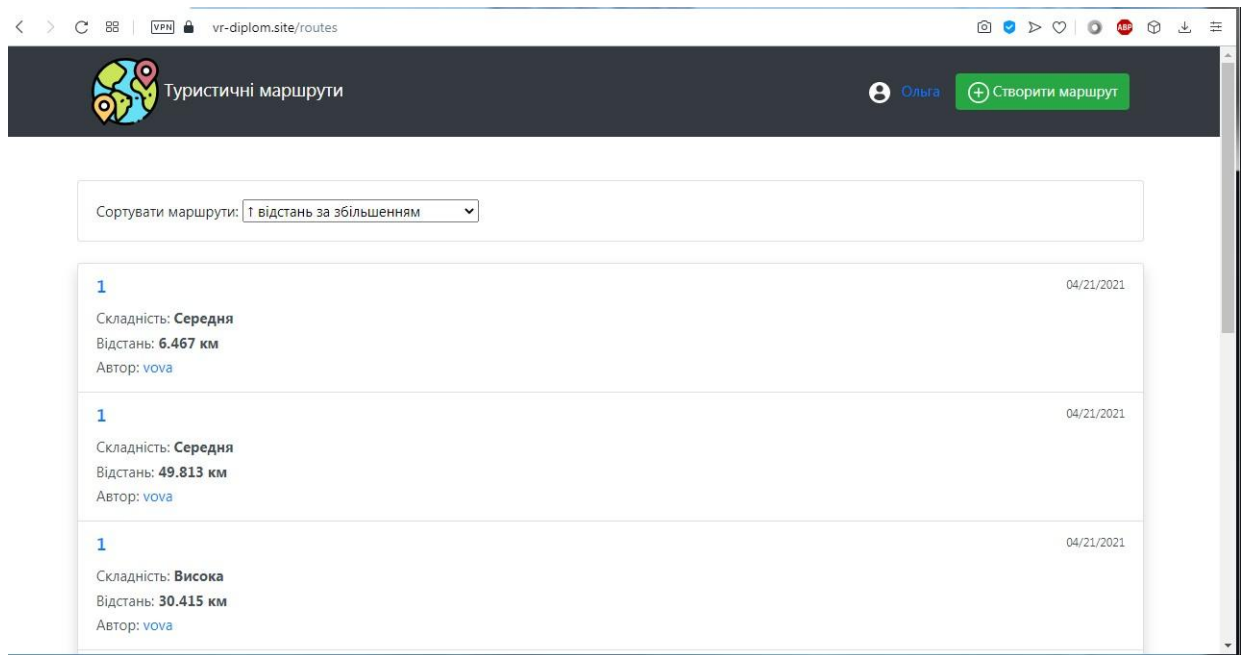 VPN vr-diplom.site/routes ABP
Туристичні маршрути Ольга Створити маршрут
Сортувати маршрути: ↑ відстань за збільшенням
1 04/21/2021
Складність: Середня
Відстань: 6.467 км
Автор: vova
1 04/21/2021
Складність: Середня
Відстань: 49.813 км
Автор: vova
1 04/21/2021
Складність: Висока
Відстань: 30.415 км
Автор: vova